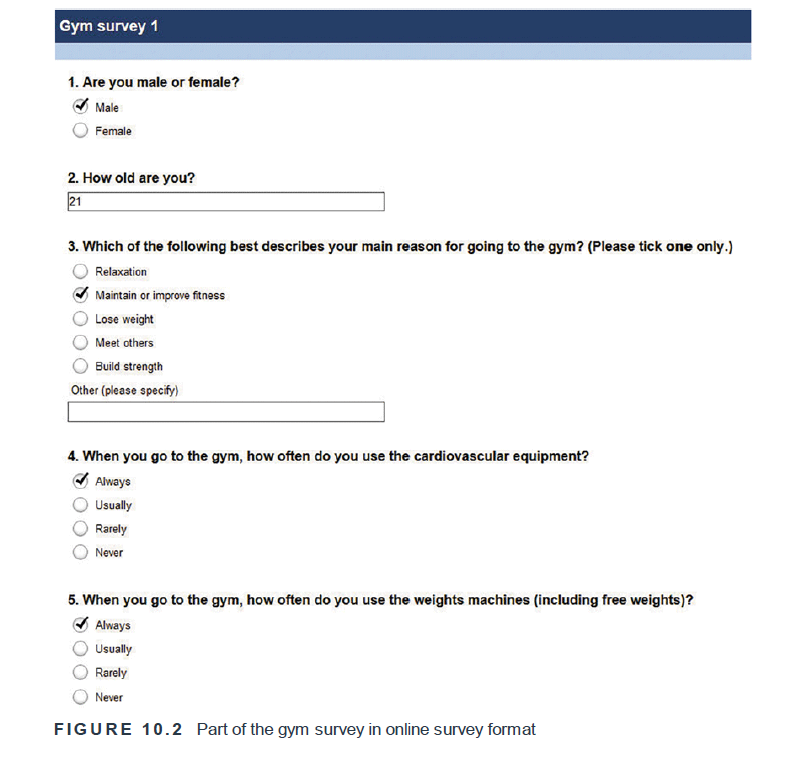 Gym survey 1
1. Are you male or female?
Male
Female
2. How old are you?
21
3. Which of the following best describes your main reason for going to the gym? (Please tick one only.)
Relaxation
Maintain or improve fitness
Lose weight
Meet others
Build strength
Other (please specify)
4. When you go to the gym, how often do you use the cardiovascular equipment?
Always
Usually
Rarely
Never
5. When you go to the gym, how often do you use the weights machines (including free weights)?
Always
Usually
Rarely
Never
FIGURE 10.2 Part of the gym survey in online survey format